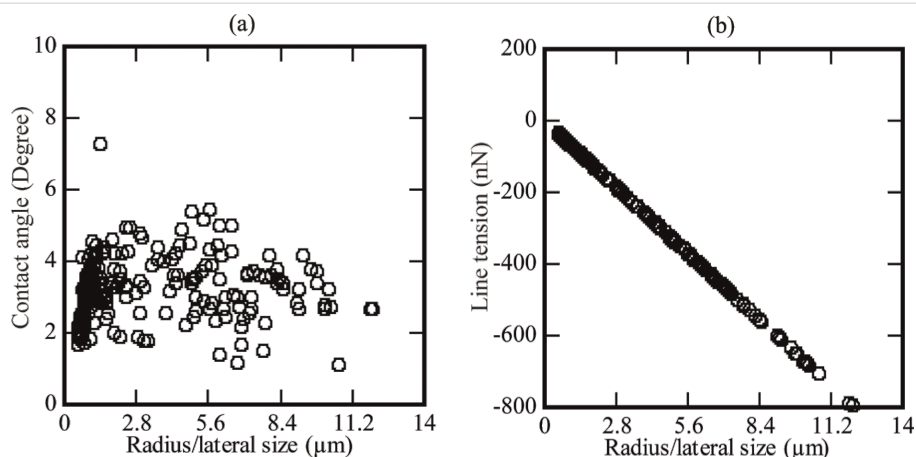 (a)
10
8
6
4
2
0
Contact angle (Degree)
0 2.8 5.6 8.4 11.2 14
Radius/lateral size (µm)
(b)
200
0
-200
-400
-600
-800
Line tension (nN)
0 2.8 5.6 8.4 11.2 14
Radius/lateral size (µm)